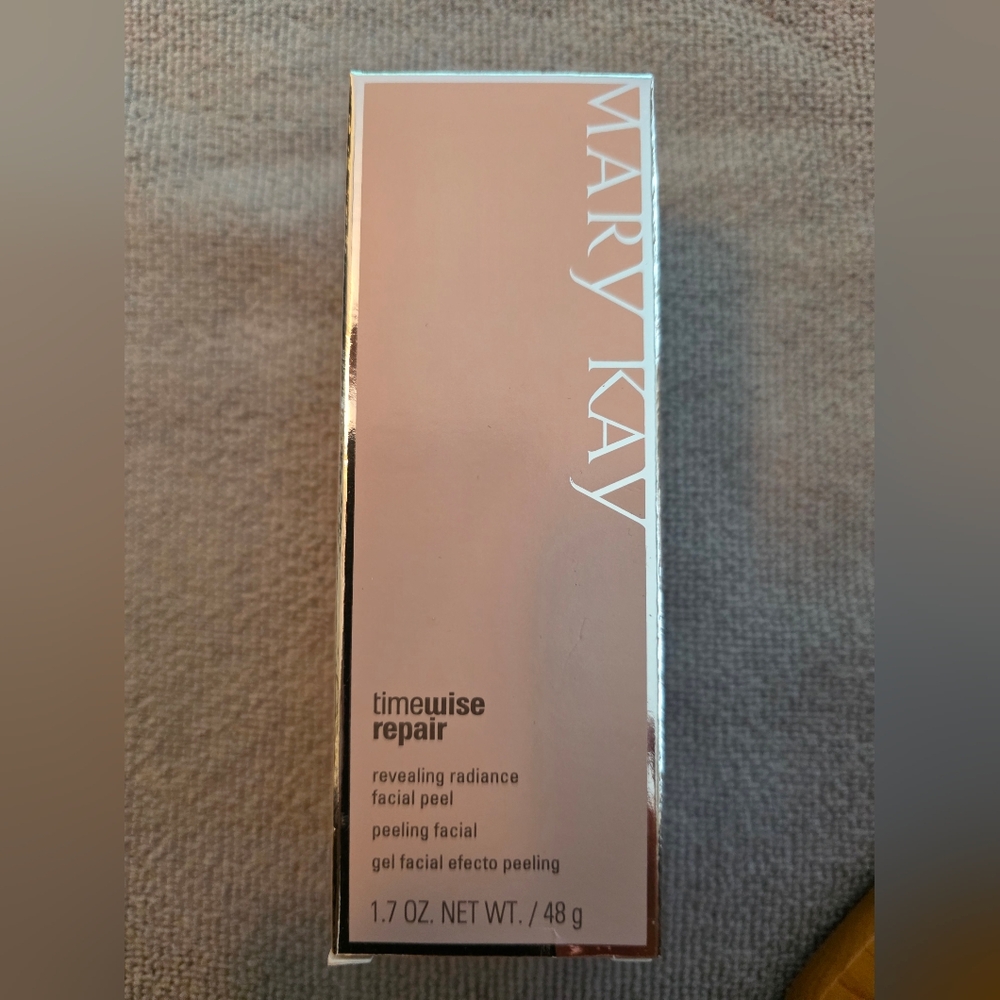 MARY KAY
timewise
repair
revealing radiance
facial peel
peeling facial
gel facial efecto peeling
1.7 OZ. NET WT. / 48 g